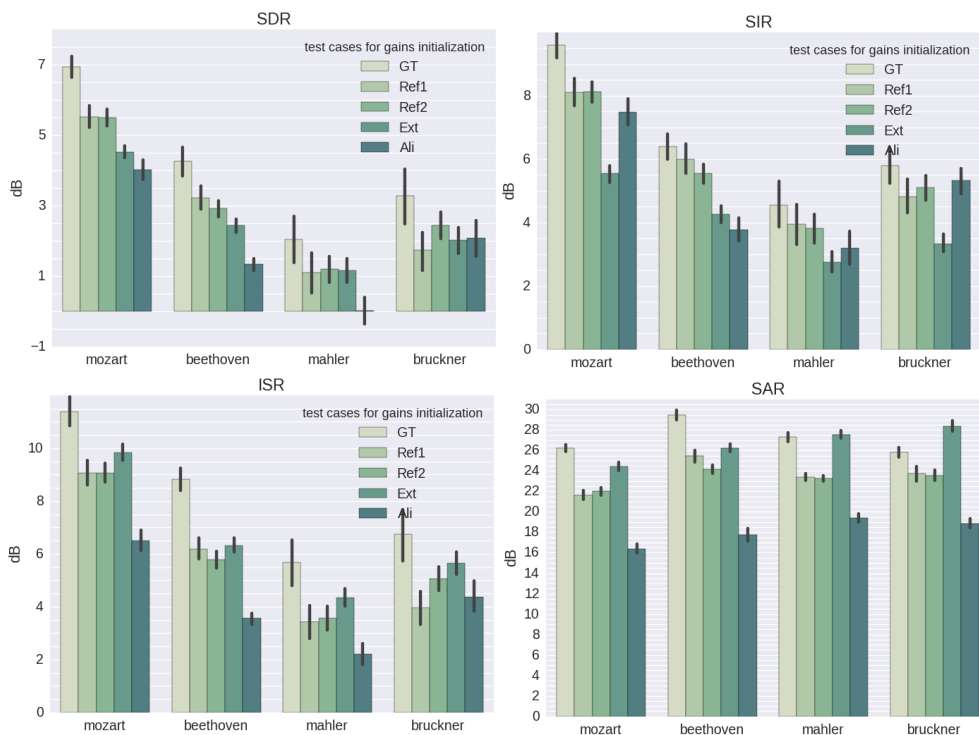 SDR
test cases for gains initialization
GT
Ref1
Ref2
Ext
Ali
dB
7
5
3
1
−1
mozart beethoven mahler bruckner
SIR
test cases for gains initialization
GT
Ref1
Ref2
Ext
Ali
dB
8
6
4
2
0
mozart beethoven mahler bruckner
ISR
test cases for gains initialization
GT
Ref1
Ref2
Ext
Ali
dB
10
8
6
4
2
0
mozart beethoven mahler bruckner
SAR
dB
30
28
26
24
22
20
18
16
14
12
10
8
6
4
2
0
mozart beethoven mahler bruckner